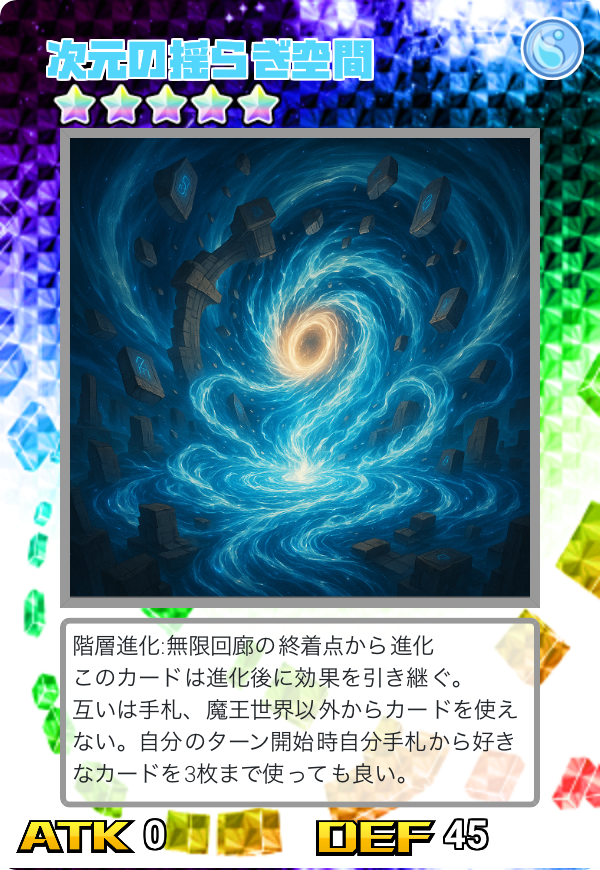 次元の揺らぎ空間
階層進化:無限回廊の終着点から進化
このカードは進化後に効果を引き継ぐ。
互いは手札、魔王世界以外からカードを使え
ない。自分のターン開始時自分手札から好き
なカードを3枚まで使っても良い。
ATK 0 DEF 45